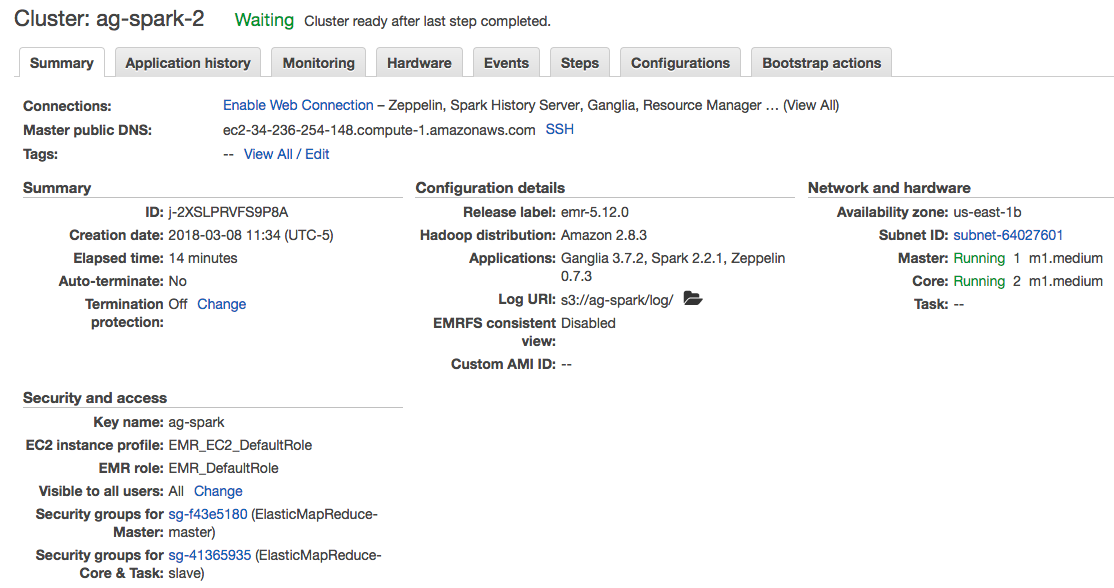 Cluster: ag-spark-2 Waiting Cluster ready after last step completed.
Summary Application history Monitoring Hardware Events Steps Configurations Bootstrap actions
Connections: Enable Web Connection – Zeppelin, Spark History Server, Ganglia, Resource Manager … (View All)
Master public DNS: ec2-34-236-254-148.compute-1.amazonaws.com SSH
Tags: -- View All / Edit
Summary
ID: j-2XSLPRVFS9P8A
Creation date: 2018-03-08 11:34 (UTC-5)
Elapsed time: 14 minutes
Auto-terminate: No
Termination Off Change
protection:
Configuration details
Release label: emr-5.12.0
Hadoop distribution: Amazon 2.8.3
Applications: Ganglia 3.7.2, Spark 2.2.1, Zeppelin
0.7.3
Log URI: s3://ag-spark/log/
EMRFS consistent Disabled
view:
Custom AMI ID: --
Network and hardware
Availability zone: us-east-1b
Subnet ID: subnet-64027601
Master: Running 1 m1.medium
Core: Running 2 m1.medium
Task: --
Security and access
Key name: ag-spark
EC2 instance profile: EMR_EC2_DefaultRole
EMR role: EMR_DefaultRole
Visible to all users: All Change
Security groups for sg-f43e5180 (ElasticMapReduce-
Master: master)
Security groups for sg-41365935 (ElasticMapReduce-
Core & Task: slave)